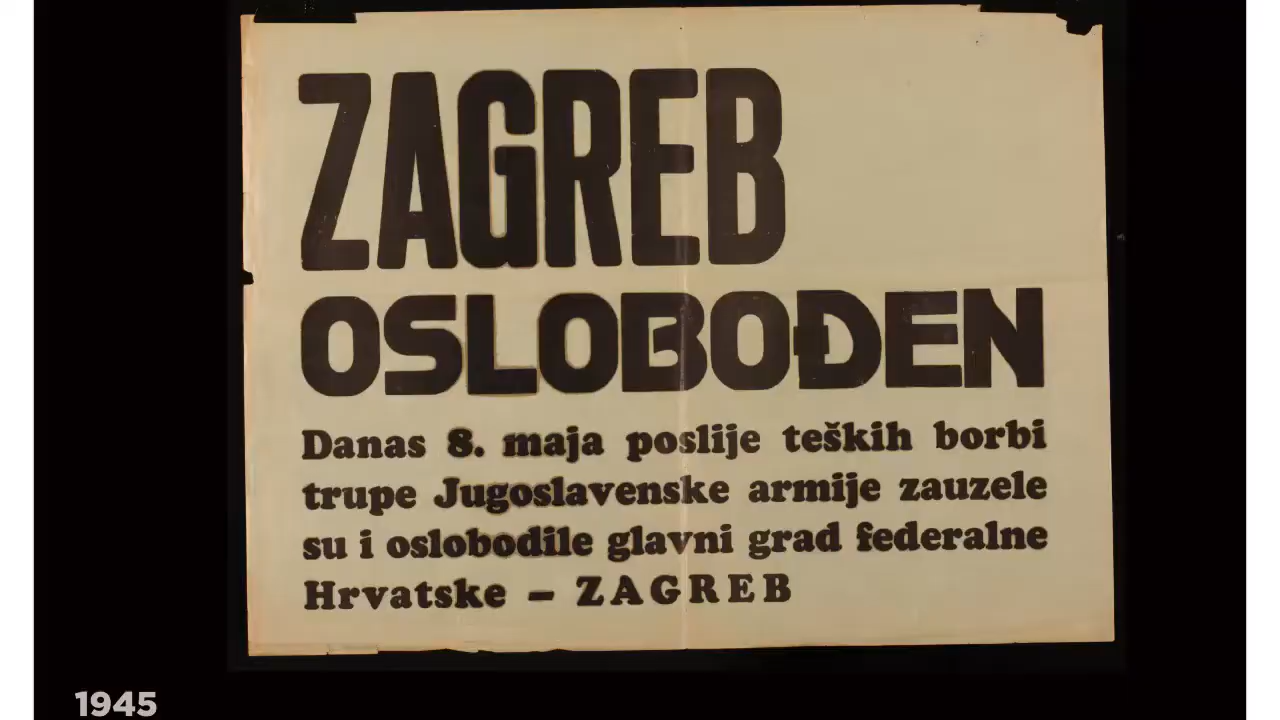 ZAGREB
OSLOBOĐEN
Danas 8. maja poslije teških borbi
trupe Jugoslavenske armije zauzele
su i oslobodile glavni grad federalne
Hrvatske – ZAGREB
1945